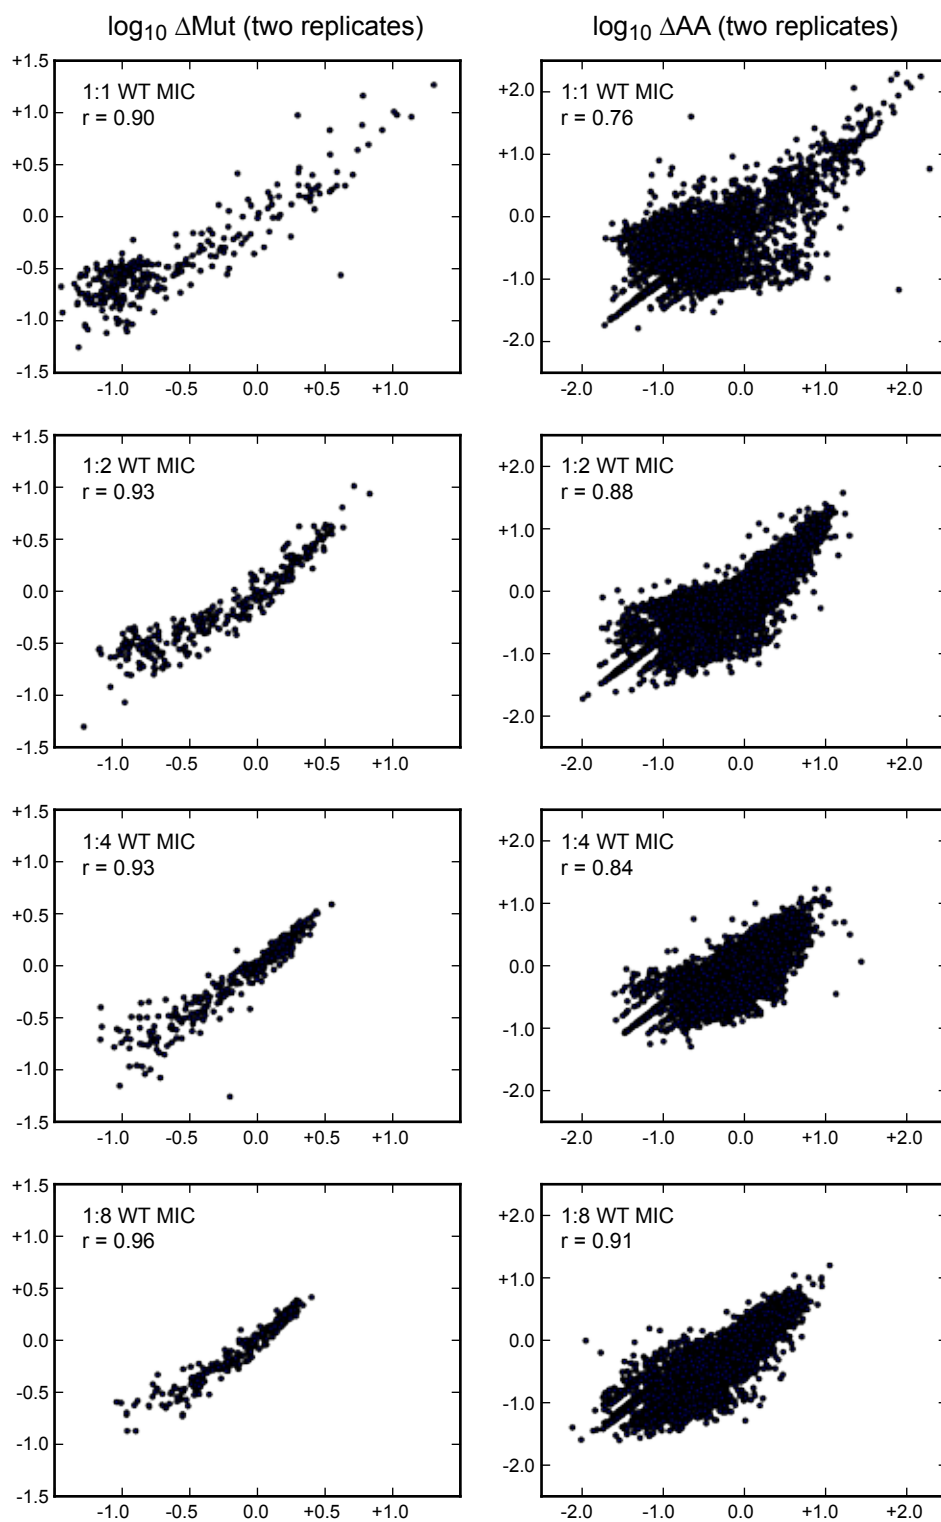 log10 ΔMut (two replicates)
log10 ΔAA (two replicates)
1:1 WT MIC
r = 0.90
+1.5
+1.0
+0.5
0.0
-0.5
-1.0
-1.5
-1.0 -0.5 0.0 +0.5 +1.0
1:1 WT MIC
r = 0.76
+2.0
+1.0
0.0
-1.0
-2.0
-2.0 -1.0 0.0 +1.0 +2.0
1:2 WT MIC
r = 0.93
+1.5
+1.0
+0.5
0.0
-0.5
-1.0
-1.5
-1.0 -0.5 0.0 +0.5 +1.0
1:2 WT MIC
r = 0.88
+2.0
+1.0
0.0
-1.0
-2.0
-2.0 -1.0 0.0 +1.0 +2.0
1:4 WT MIC
r = 0.93
+1.5
+1.0
+0.5
0.0
-0.5
-1.0
-1.5
-1.0 -0.5 0.0 +0.5 +1.0
1:4 WT MIC
r = 0.84
+2.0
+1.0
0.0
-1.0
-2.0
-2.0 -1.0 0.0 +1.0 +2.0
1:8 WT MIC
r = 0.96
+1.5
+1.0
+0.5
0.0
-0.5
-1.0
-1.5
-1.0 -0.5 0.0 +0.5 +1.0
1:8 WT MIC
r = 0.91
+2.0
+1.0
0.0
-1.0
-2.0
-2.0 -1.0 0.0 +1.0 +2.0